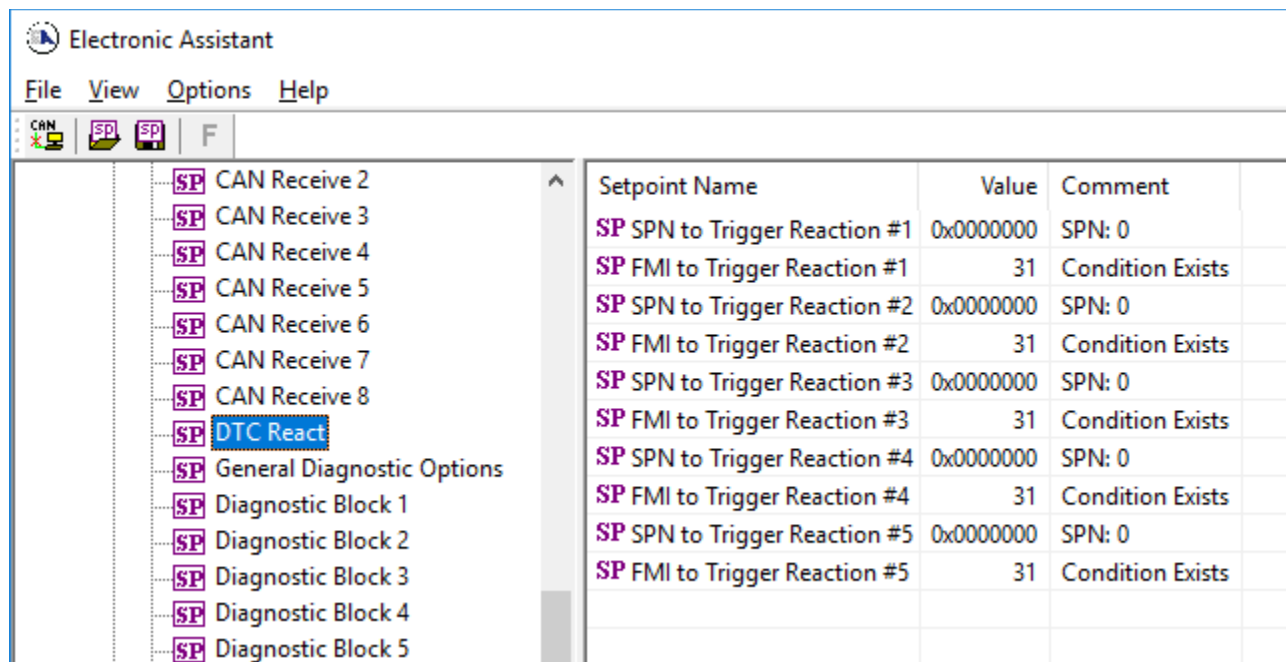 Electronic Assistant
File View Options Help
CAN SP SP F
SP CAN Receive 2
SP CAN Receive 3
SP CAN Receive 4
SP CAN Receive 5
SP CAN Receive 6
SP CAN Receive 7
SP CAN Receive 8
SP DTC React
SP General Diagnostic Options
SP Diagnostic Block 1
SP Diagnostic Block 2
SP Diagnostic Block 3
SP Diagnostic Block 4
SP Diagnostic Block 5
Setpoint Name Value Comment
SP SPN to Trigger Reaction #1 0x0000000 SPN: 0
SP FMI to Trigger Reaction #1 31 Condition Exists
SP SPN to Trigger Reaction #2 0x0000000 SPN: 0
SP FMI to Trigger Reaction #2 31 Condition Exists
SP SPN to Trigger Reaction #3 0x0000000 SPN: 0
SP FMI to Trigger Reaction #3 31 Condition Exists
SP SPN to Trigger Reaction #4 0x0000000 SPN: 0
SP FMI to Trigger Reaction #4 31 Condition Exists
SP SPN to Trigger Reaction #5 0x0000000 SPN: 0
SP FMI to Trigger Reaction #5 31 Condition Exists